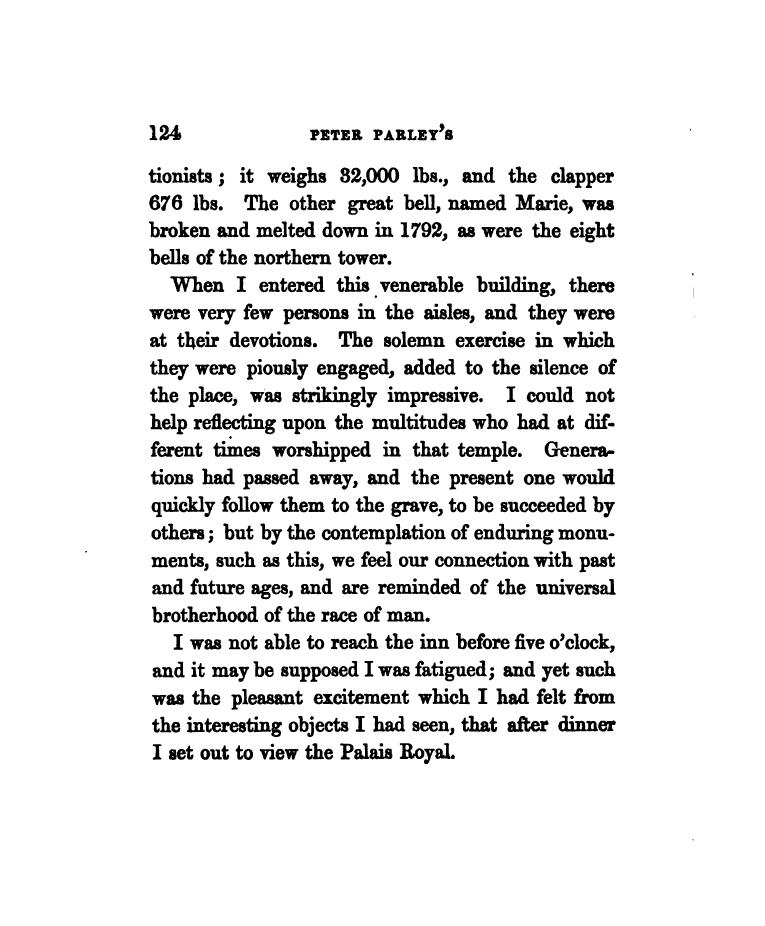 124 PETER PARLEY'S
tionists; it weighs 32,000 lbs., and the clapper
676 lbs. The other great bell, named Marie, was
broken and melted down in 1792, as were the eight
bells of the northern tower.
When I entered this venerable building, there
were very few persons in the aisles, and they were
at their devotions. The solemn exercise in which
they were piously engaged, added to the silence of
the place, was strikingly impressive. I could not
help reflecting upon the multitudes who had at dif-
ferent times worshipped in that temple. Genera-
tions had passed away, and the present one would
quickly follow them to the grave, to be succeeded by
others; but by the contemplation of enduring monu-
ments, such as this, we feel our connection with past
and future ages, and are reminded of the universal
brotherhood of the race of man.
I was not able to reach the inn before five o'clock,
and it may be supposed I was fatigued; and yet such
was the pleasant excitement which I had felt from
the interesting objects I had seen, that after dinner
I set out to view the Palais Royal.